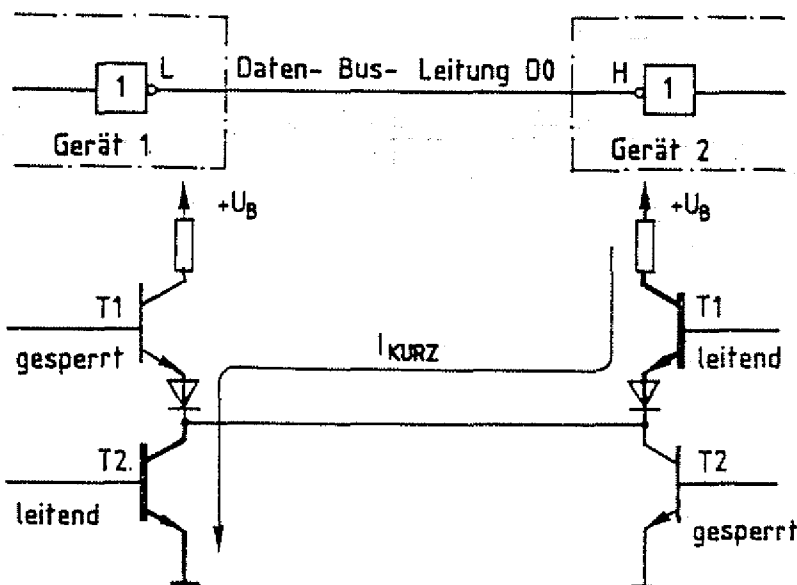 1 L Daten- Bus- Leitung D0 H 1
Gerät 1 Gerät 2
+UB +UB
T1 T1
gesperrt IKURZ leitend
T2. T2
leitend gesperrt